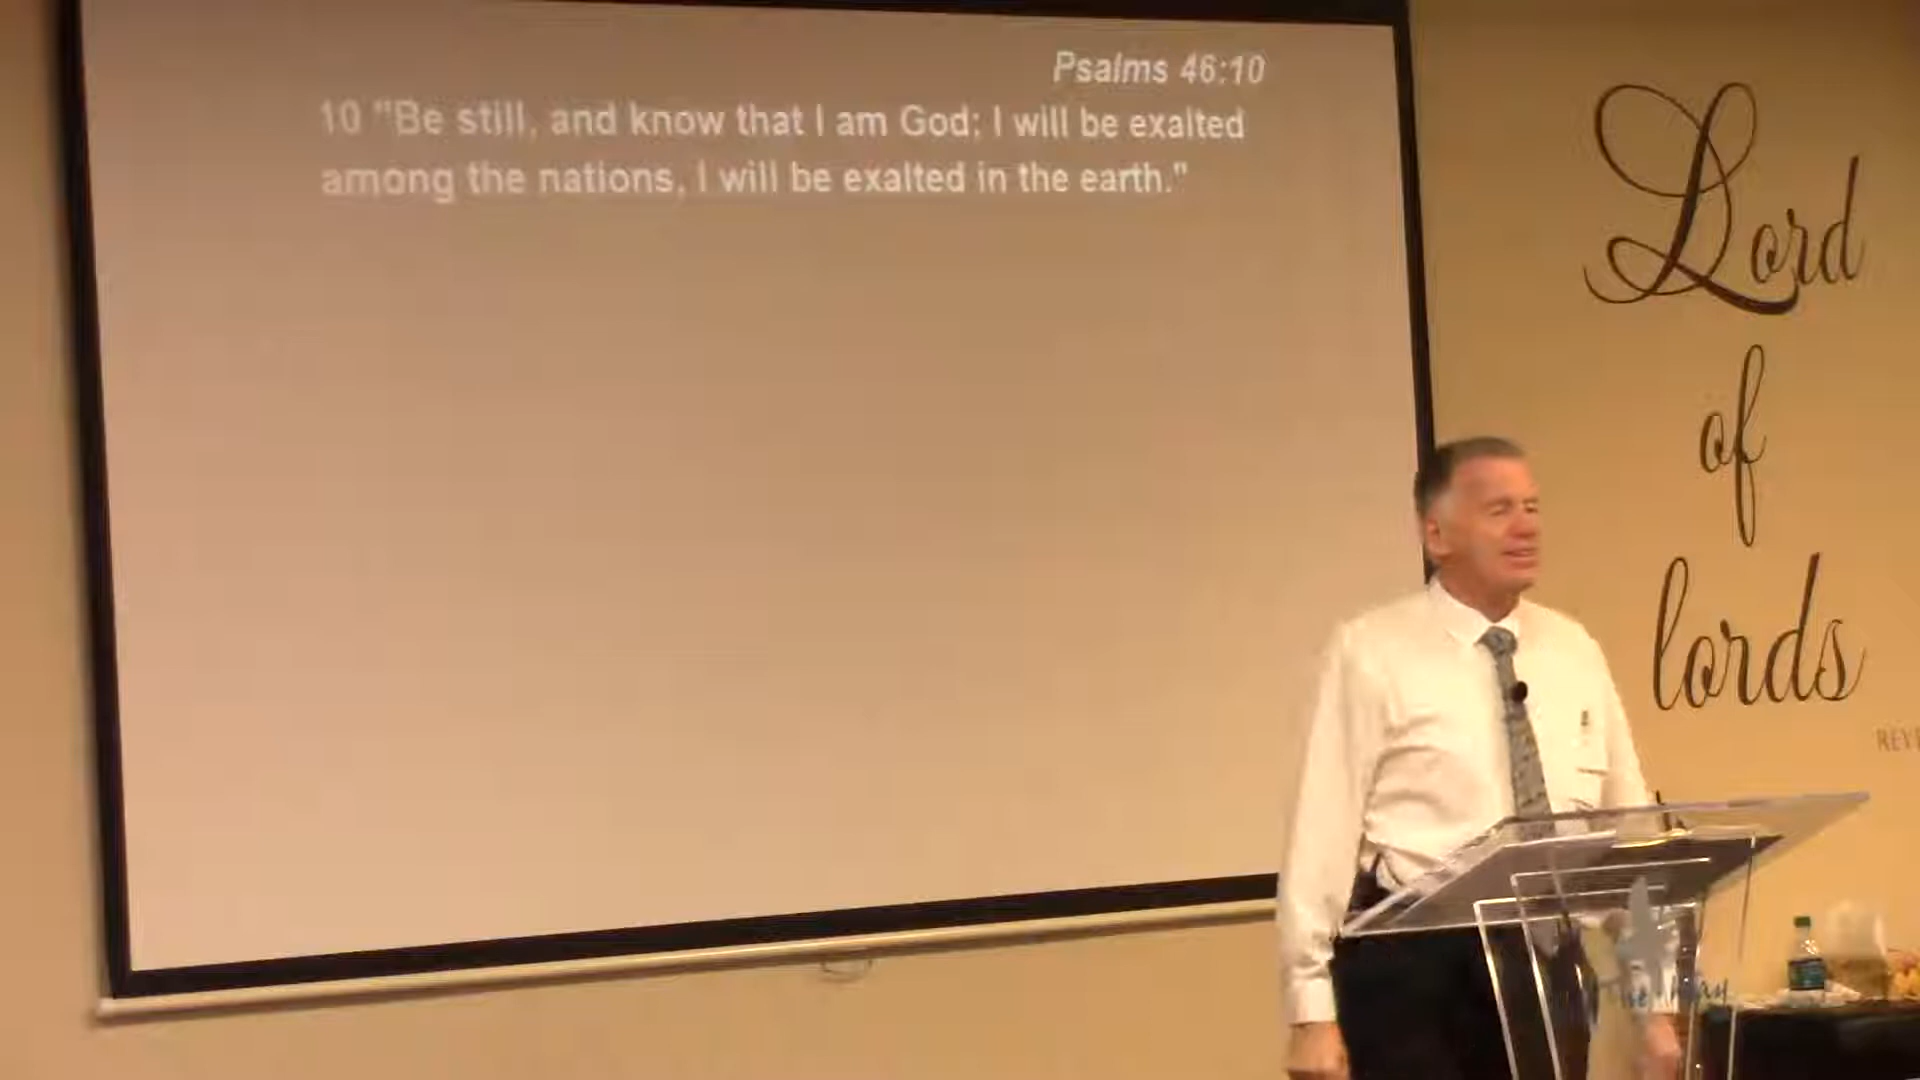 Psalms 46:10
10 "Be still, and know that I am God; I will be exalted
among the nations, I will be exalted in the earth."
Lord
of
lords